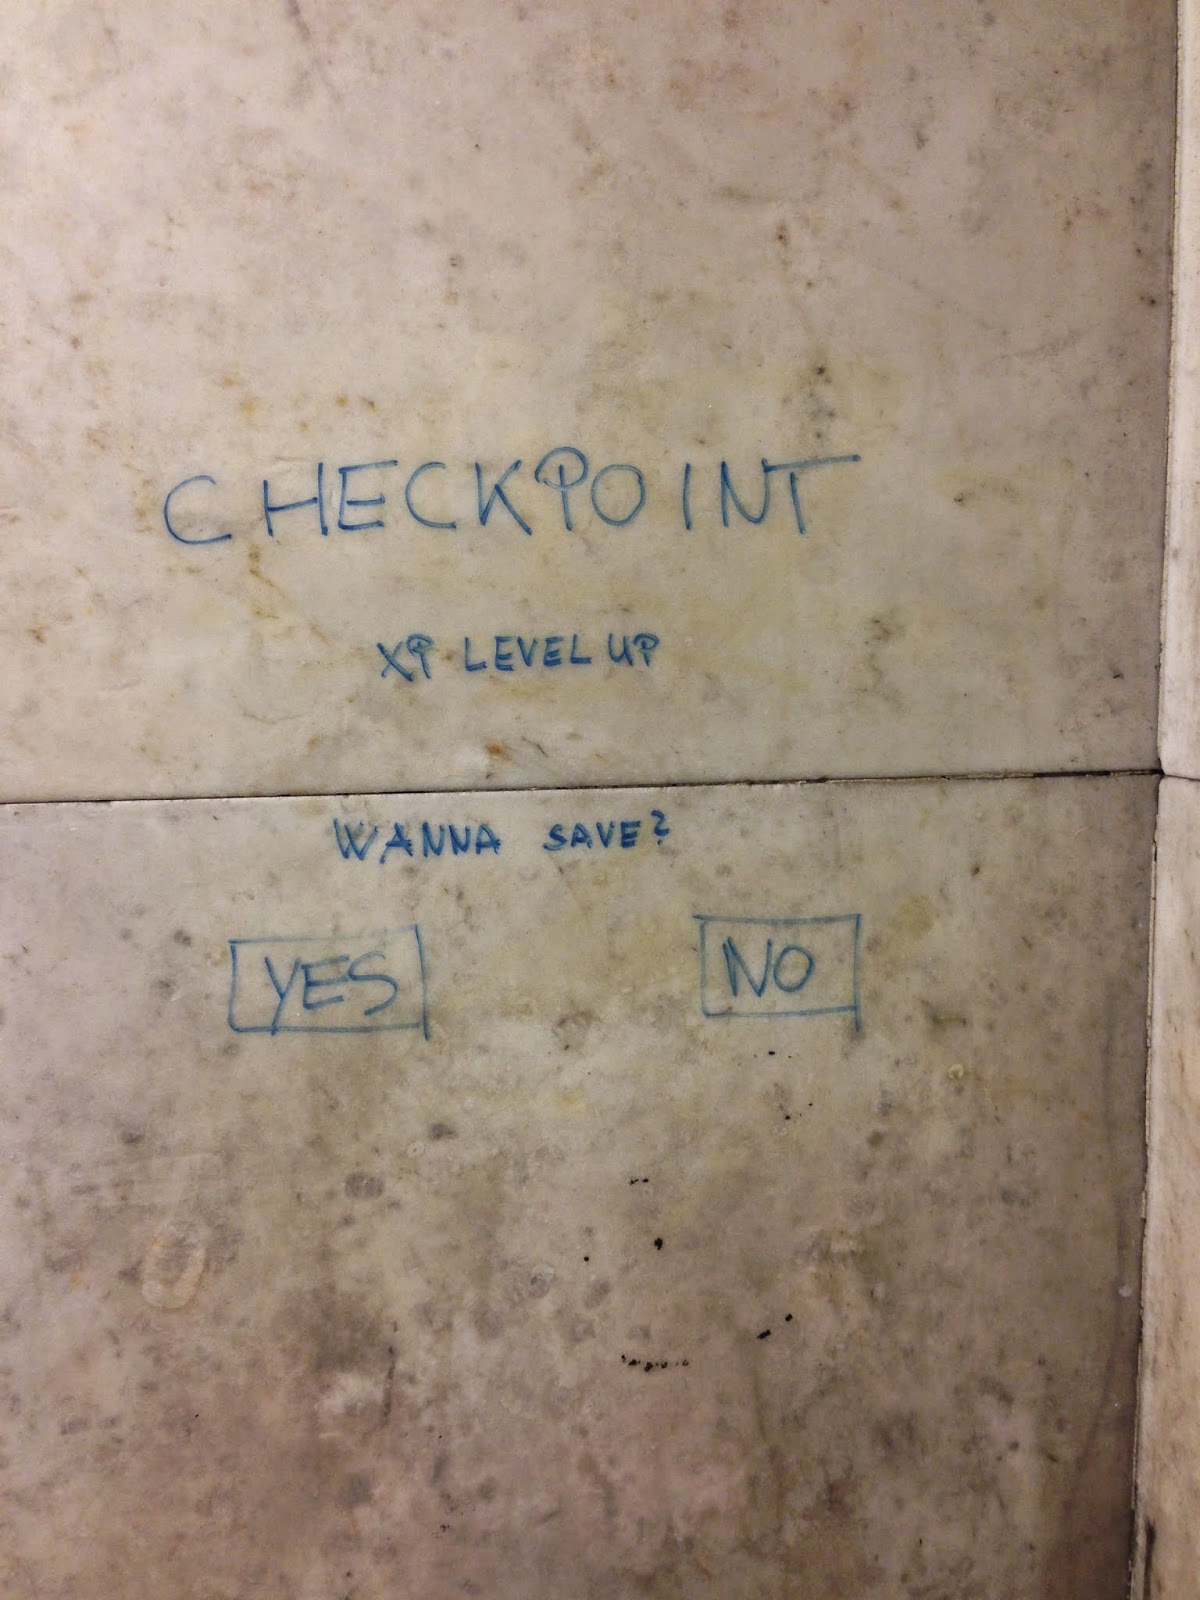 CHECKPOINT
XP LEVEL UP
WANNA SAVE?
YES NO